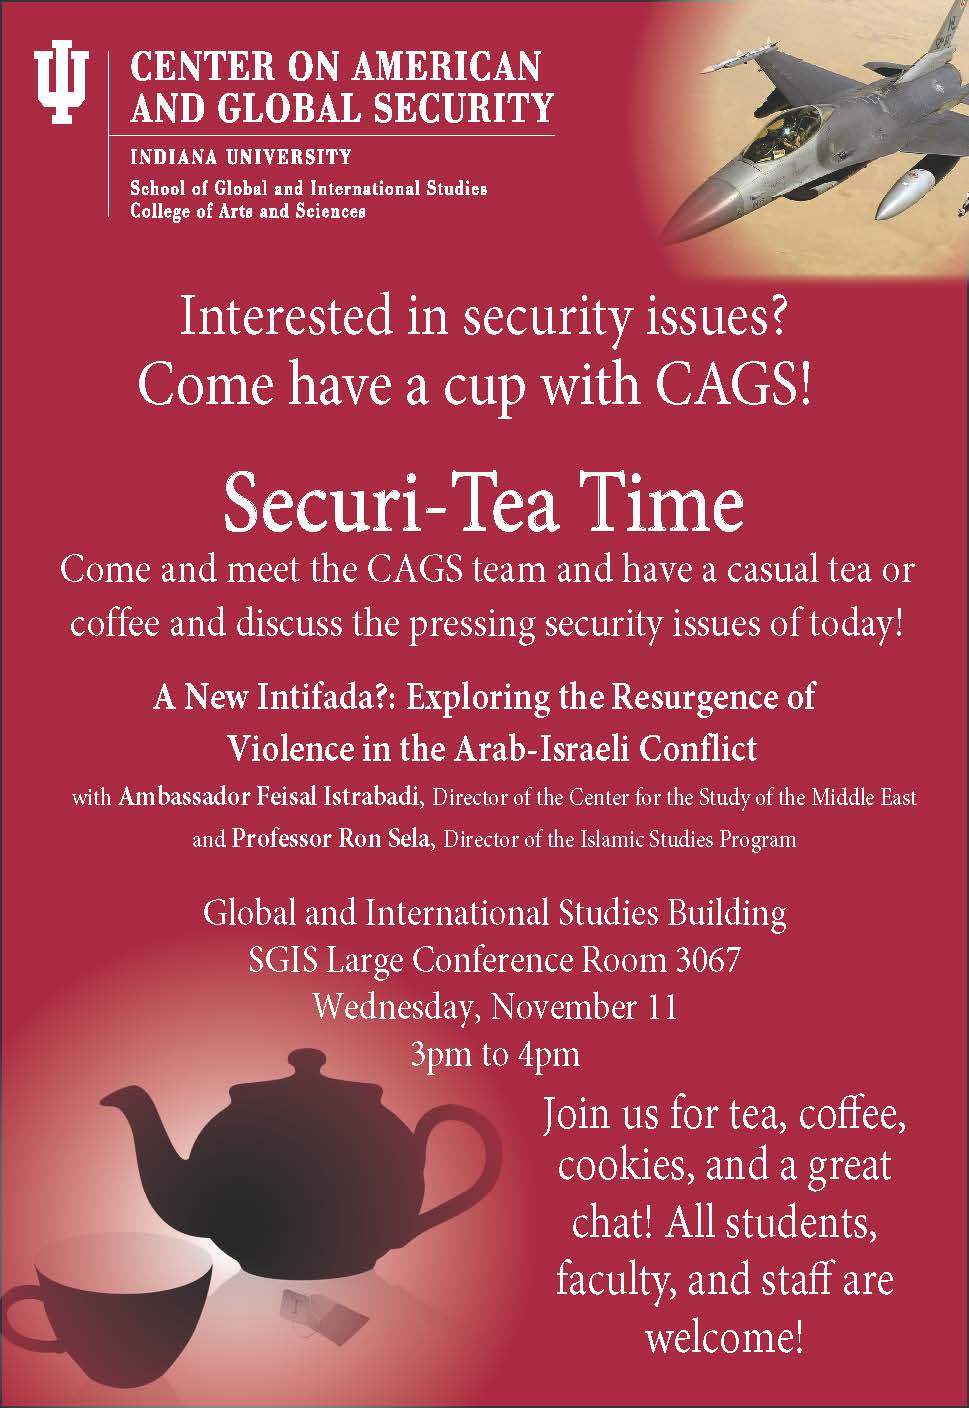 CENTER ON AMERICAN
AND GLOBAL SECURITY
INDIANA UNIVERSITY
School of Global and International Studies
College of Arts and Sciences
Interested in security issues?
Come have a cup with CAGS!
Securi-Tea Time
Come and meet the CAGS team and have a casual tea or
coffee and discuss the pressing security issues of today!
A New Intifada?: Exploring the Resurgence of
Violence in the Arab-Israeli Conflict
with Ambassador Feisal Istrabadi, Director of the Center for the Study of the Middle East
and Professor Ron Sela, Director of the Islamic Studies Program
Global and International Studies Building
SGIS Large Conference Room 3067
Wednesday, November 11
3pm to 4pm
Join us for tea, coffee,
cookies, and a great
chat! All students,
faculty, and staff are
welcome!